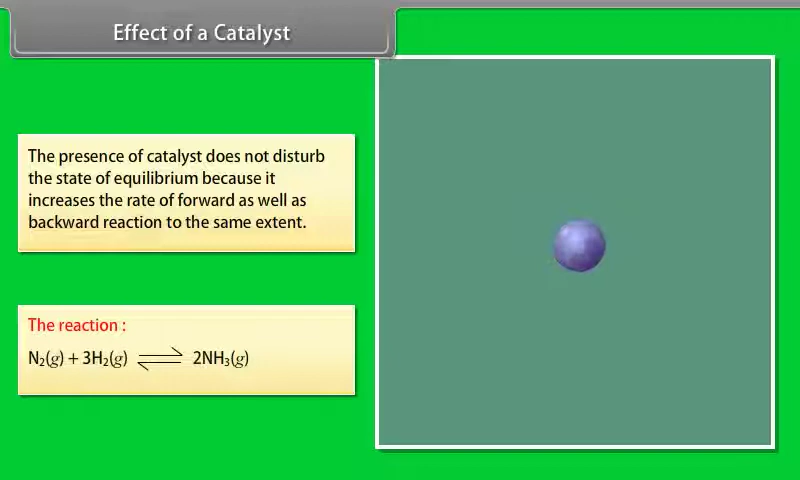 Effect of a Catalyst
The presence of catalyst does not disturb
the state of equilibrium because it
increases the rate of forward as well as
backward reaction to the same extent.
The reaction :
N₂(g) + 3H₂(g) ⇌ 2NH₃(g)